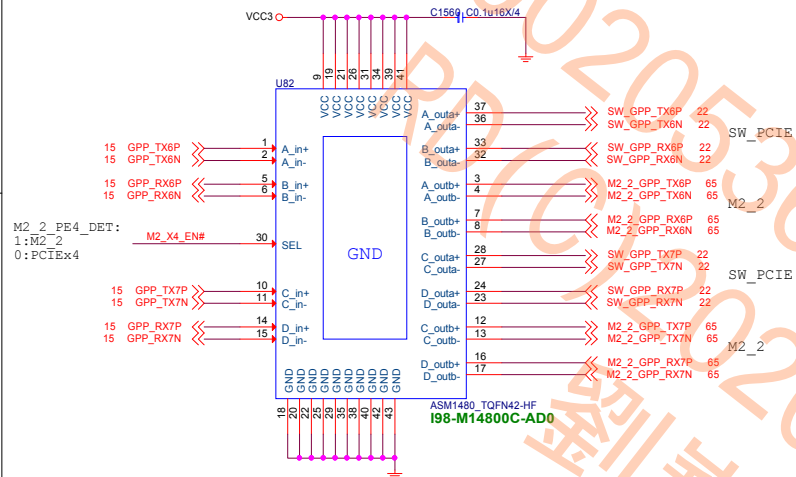 VCC3
C1560 C0.1u16X/4
U82
9 19 21 26 31 34 39 41
VCC VCC VCC VCC VCC VCC VCC VCC
15 GPP_TX6P 1 A_in+
15 GPP_TX6N 2 A_in-
15 GPP_RX6P 5 B_in+
15 GPP_RX6N 6 B_in-
M2_2_PE4_DET:
1:M2_2
0:PCIEx4
M2_X4_EN# 30 SEL
15 GPP_TX7P 10 C_in+
15 GPP_TX7N 11 C_in-
15 GPP_RX7P 14 D_in+
15 GPP_RX7N 15 D_in-
GND
A_outa+ 37 SW_GPP_TX6P 22
A_outa- 36 SW_GPP_TX6N 22
SW_PCIE
B_outa+ 33 SW_GPP_RX6P 22
B_outa- 32 SW_GPP_RX6N 22
A_outb+ 3 M2_2_GPP_TX6P 65
A_outb- 4 M2_2_GPP_TX6N 65
M2_2
B_outb+ 7 M2_2_GPP_RX6P 65
B_outb- 8 M2_2_GPP_RX6N 65
C_outa+ 28 SW_GPP_TX7P 22
C_outa- 27 SW_GPP_TX7N 22
SW_PCIE
D_outa+ 24 SW_GPP_RX7P 22
D_outa- 23 SW_GPP_RX7N 22
C_outb+ 12 M2_2_GPP_TX7P 65
C_outb- 13 M2_2_GPP_TX7N 65
M2_2
D_outb+ 16 M2_2_GPP_RX7P 65
D_outb- 17 M2_2_GPP_RX7N 65
GND GND GND GND GND GND GND GND GND GND
18 20 22 25 29 35 38 40 42 43
ASM1480_TQFN42-HF
I98-M14800C-AD0